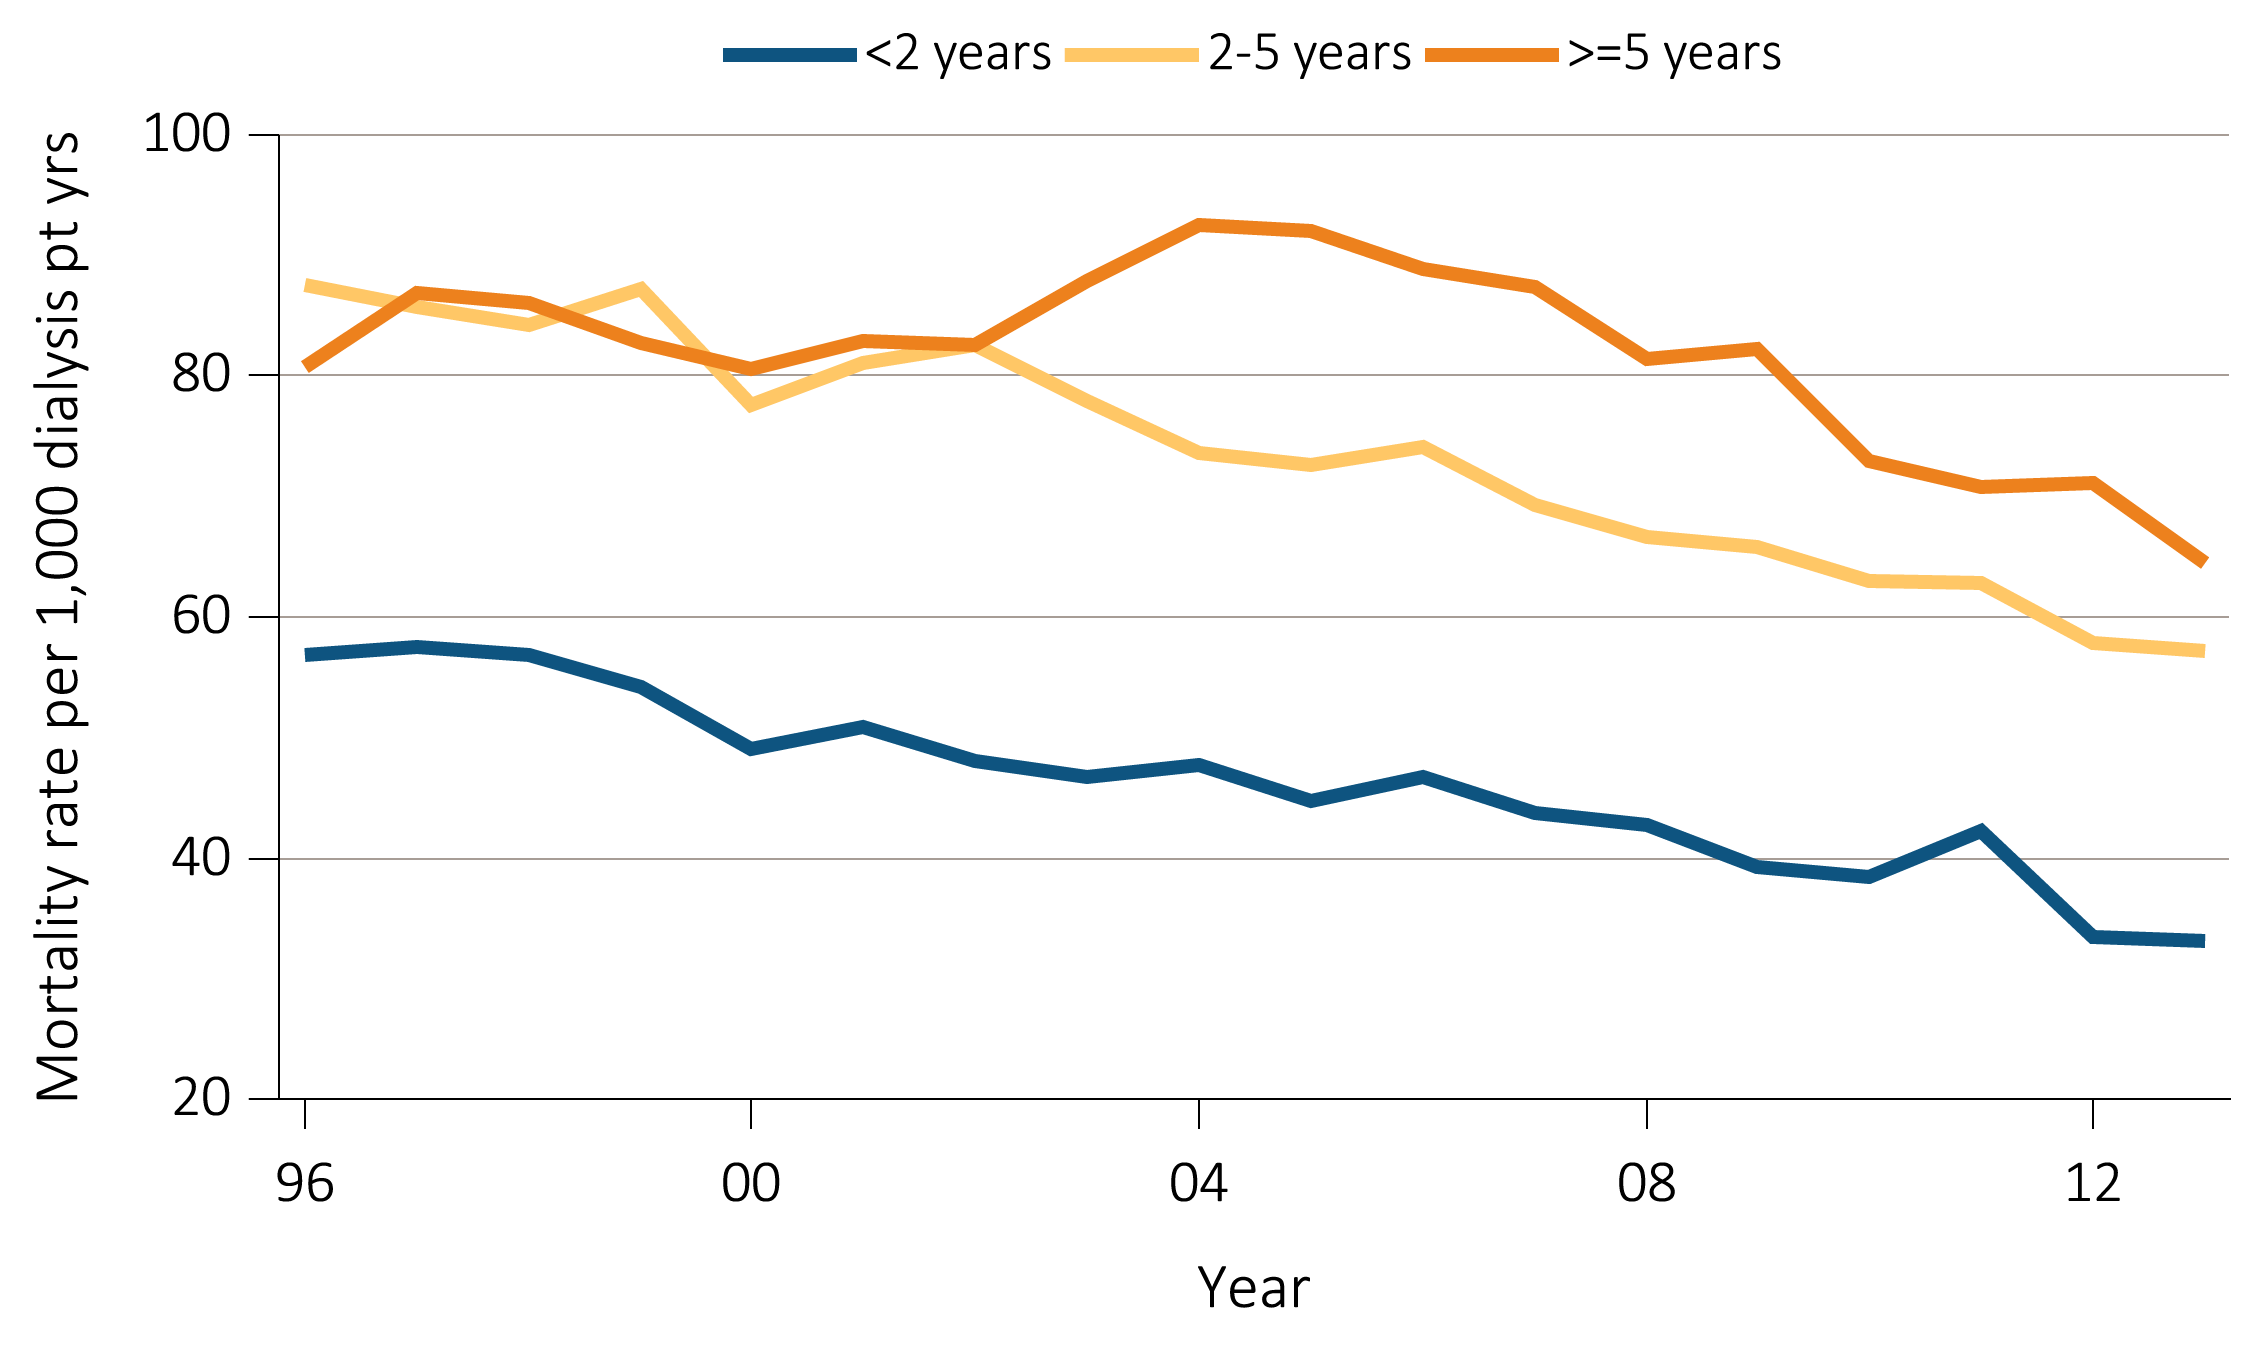 <2 years 2-5 years >=5 years
Mortality rate per 1,000 dialysis pt yrs
100
80
60
40
20
96 00 04 08 12
Year